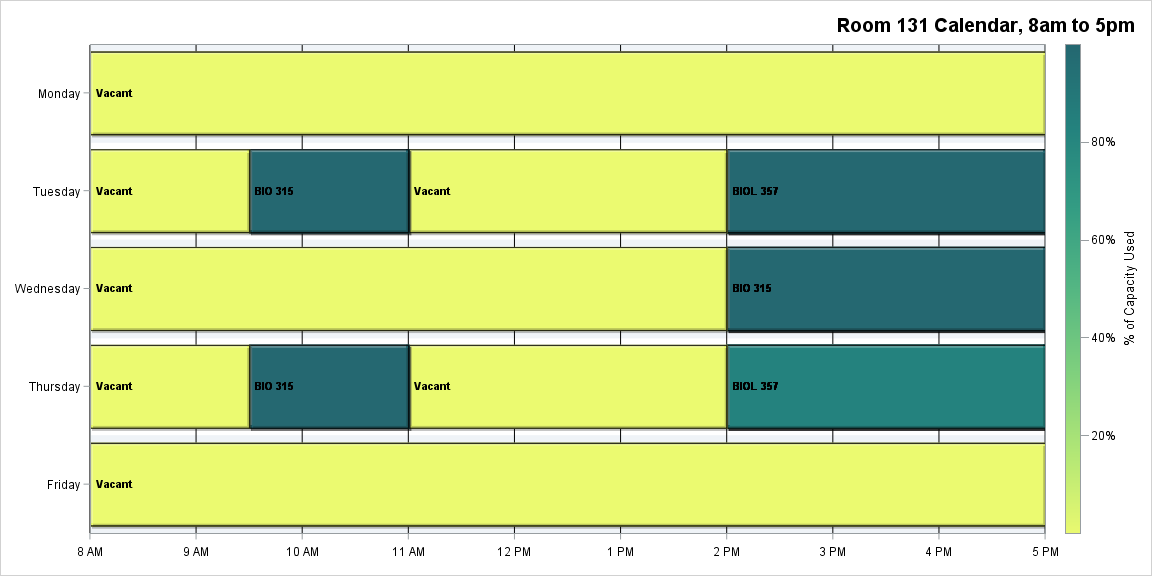 Room 131 Calendar, 8am to 5pm
Monday
Vacant
Tuesday
Vacant
BIO 315
Vacant
BIOL 357
Wednesday
Vacant
BIO 315
Thursday
Vacant
BIO 315
Vacant
BIOL 357
Friday
Vacant
8 AM
9 AM
10 AM
11 AM
12 PM
1 PM
2 PM
3 PM
4 PM
5 PM
80%
60%
40%
20%
% of Capacity Used